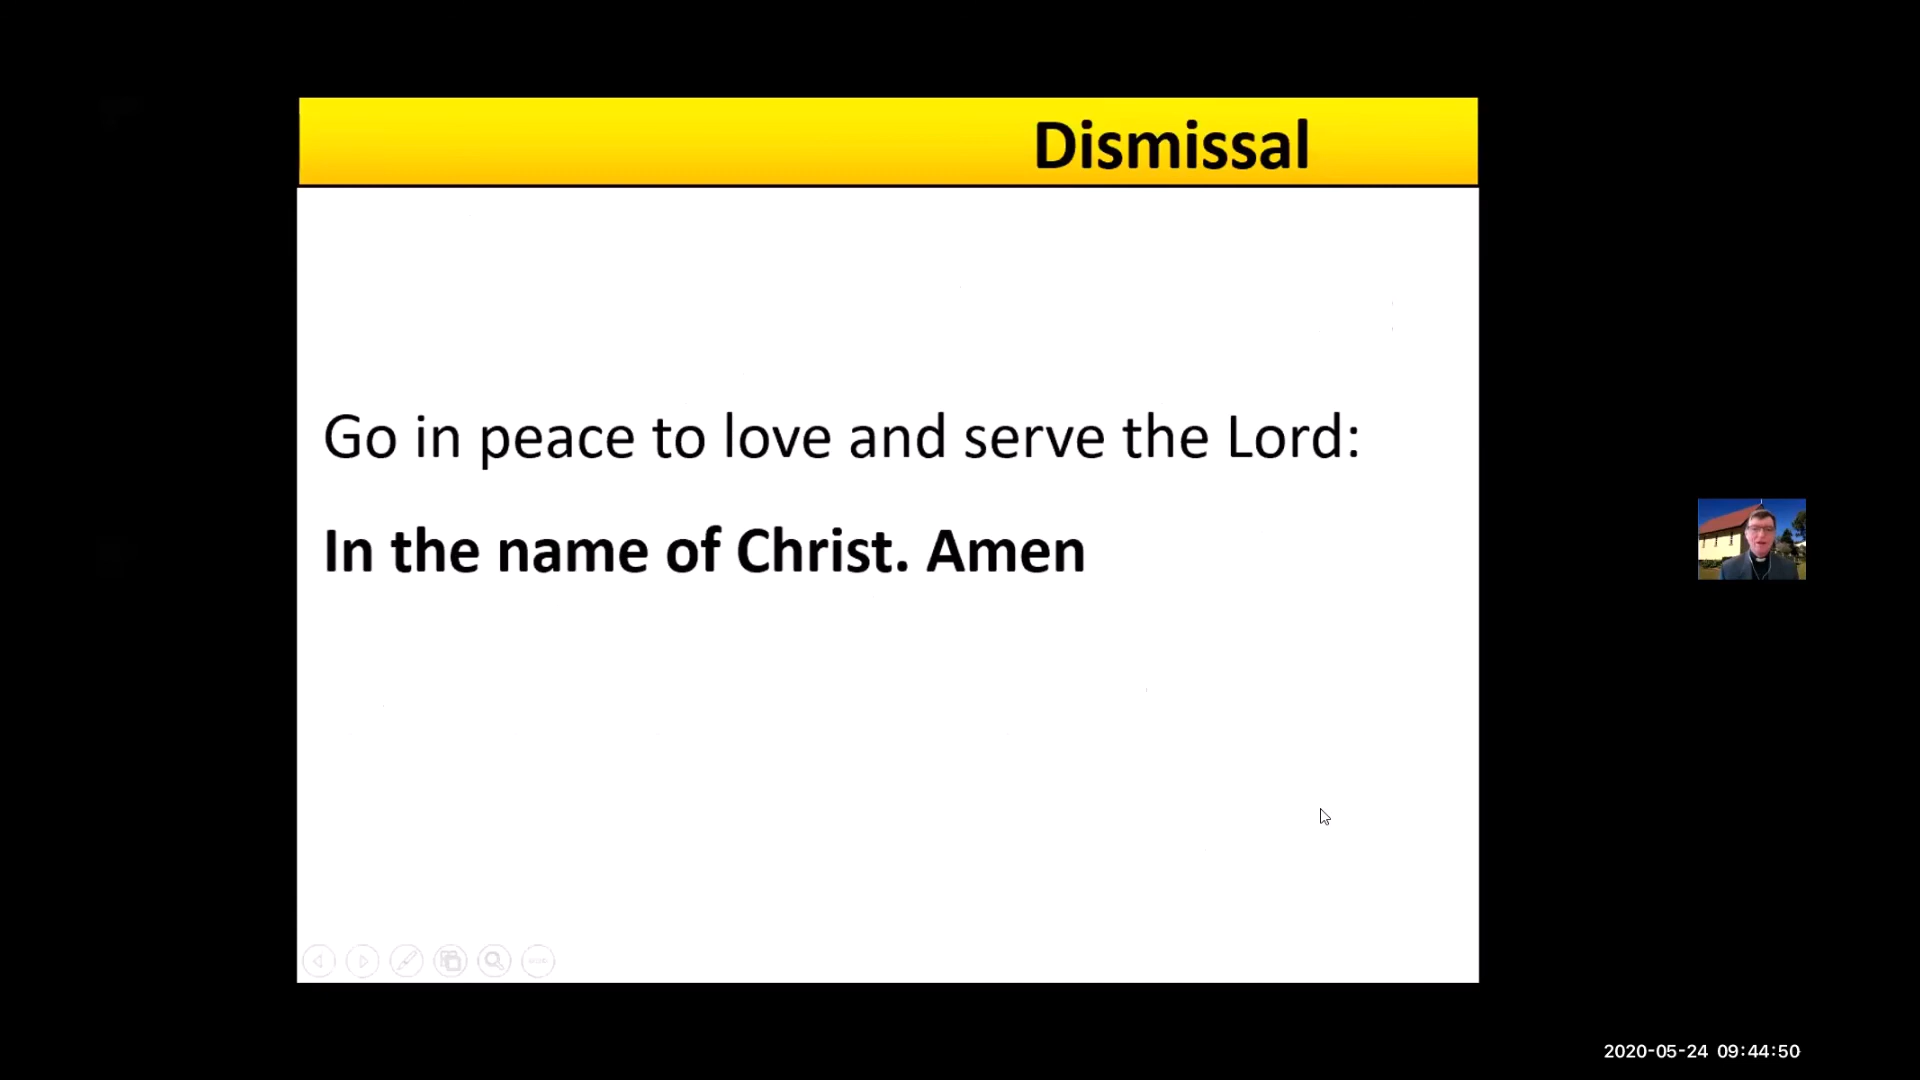 Dismissal
Go in peace to love and serve the Lord:
In the name of Christ. Amen
2020-05-24 09:44:50